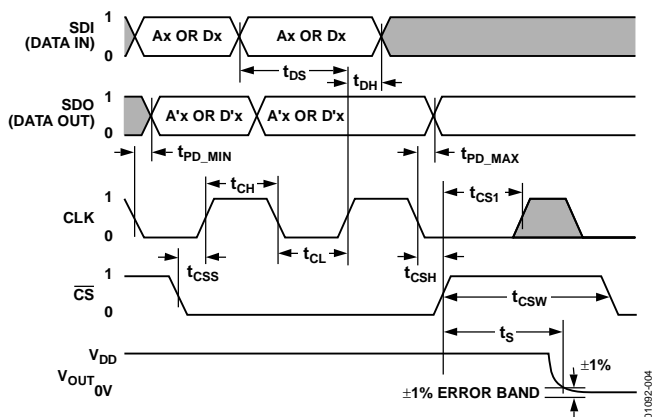 SDI
(DATA IN)
1
0
Ax OR Dx
Ax OR Dx
tDS
tDH
SDO
(DATA OUT)
1
0
A'x OR D'x
A'x OR D'x
tPD_MIN
tPD_MAX
tCH
tCS1
CLK
1
0
tCL
tCSS
tCSH
CS
1
0
tCSW
tS
VDD
VOUT
0V
±1%
±1% ERROR BAND
01092-004